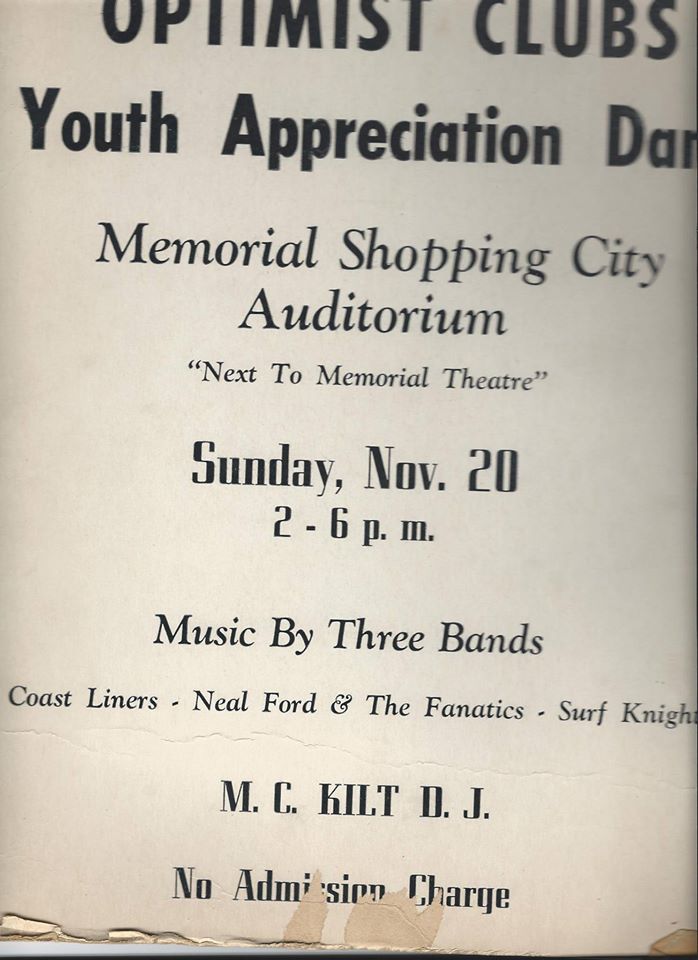 OPTIMIST CLUBS
Youth Appreciation Dan
Memorial Shopping City
Auditorium
“Next To Memorial Theatre”
Sunday, Nov. 20
2 - 6 p. m.
Music By Three Bands
Coast Liners - Neal Ford & The Fanatics - Surf Knight
M. C. KILT D. J.
No Admission Charge